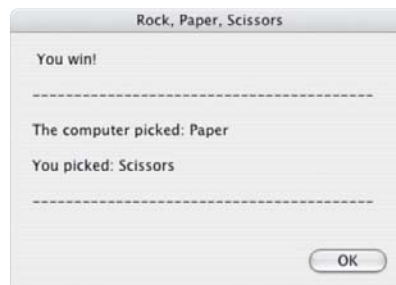 Rock, Paper, Scissors
You win!
-----------------------------------------
The computer picked: Paper
You picked: Scissors
-----------------------------------------
OK